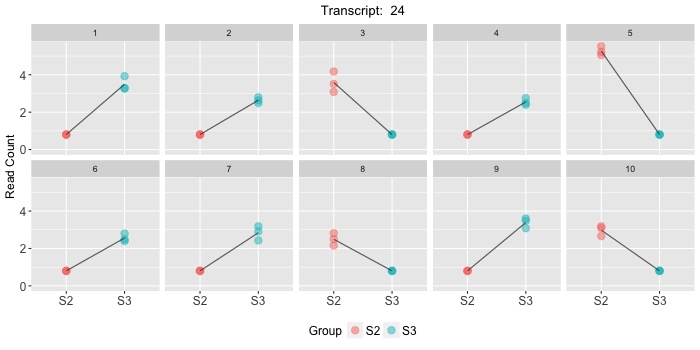 Transcript: 24
1 2 3 4 5
4
2
0
6 7 8 9 10
4
2
0
Read Count
S2 S3 S2 S3 S2 S3 S2 S3 S2 S3
Group S2 S3